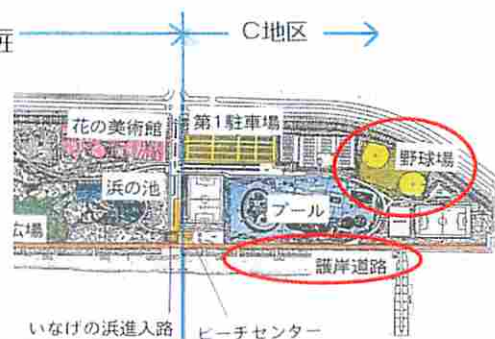 C地区
花の美術館
第1駐車場
野球場
浜の池
プール
広場
護岸道路
いなげの浜進入路
ビーチセンター